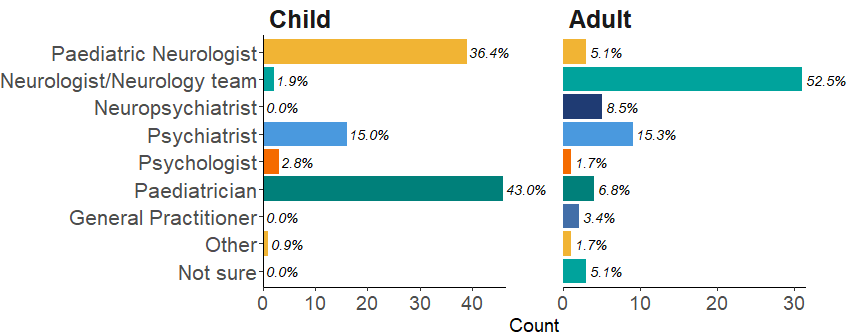 Child Adult
Paediatric Neurologist 36.4% 5.1%
Neurologist/Neurology team 1.9% 52.5%
Neuropsychiatrist 0.0% 8.5%
Psychiatrist 15.0% 15.3%
Psychologist 2.8% 1.7%
Paediatrician 43.0% 6.8%
General Practitioner 0.0% 3.4%
Other 0.9% 1.7%
Not sure 0.0% 5.1%
0 10 20 30 40 0 10 20 30
Count